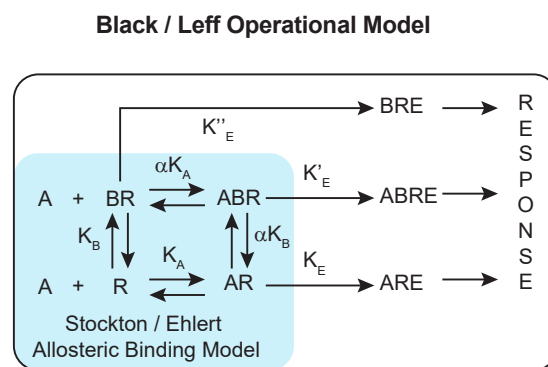 Black / Leff Operational Model
BRE
K''E
αKA
K'E
A + BR ABR ABRE
KB αKB
KA KE
A + R AR ARE
Stockton / Ehlert
Allosteric Binding Model
R
E
S
P
O
N
S
E